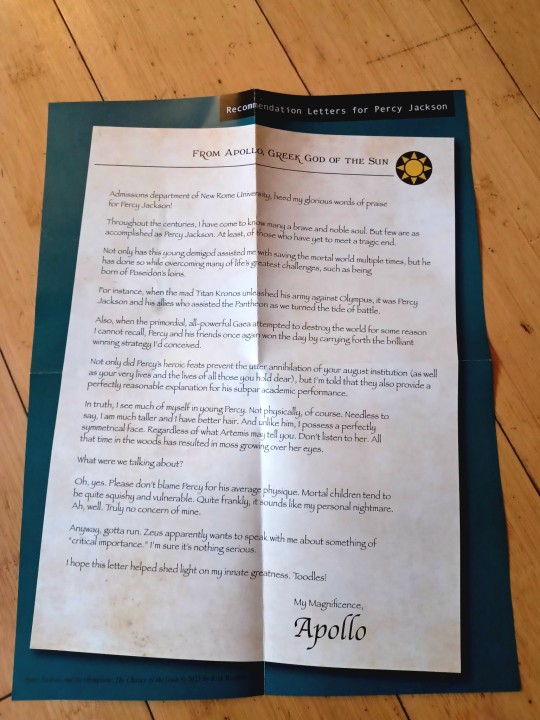 Recommendation Letters for Percy Jackson
From Apollo, Greek God of the Sun
Admissions department of New Rome University, hend my glorious words of praise
for Percy Jackson!
Throughout the centuries, I have come to know many a brave and noble soul. But few are as
accomplished as Percy Jackson. At least, of those who have yet to meet a tragic end.
Not only has this young demigod assisted me with saving the mortal world multiple times, but he
has done so while overcoming many of life's greatest challenges, such as being
born of Poseidon's loins.
For instance, when the mad Titan Kronos unleashed his army against Olympus, it was Percy
Jackson and his allies who assisted the Pantheon as we turned the tide of battle.
Also, when the primordial, all-powerful Gaea attempted to destroy the world for some reason
I cannot recall, Percy and his friends once again won the day by carrying forth the brilliant
winning strategy I'd conceived.
Not only did Percy's heroic feats prevent the utter annihilation of your august institution (as well
as your very lives and the lives of all those you hold dear), but I'm told that they also provide a
perfectly reasonable explanation for his subpar academic performance.
In truth, I see much of myself in young Percy. Not physically, of course. Needless to
say, I am much taller and I have better hair. And unlike him, I possess a perfectly
symmetrical face. Regardless of what Artemis may tell you. Don't listen to her. All
that time in the woods has resulted in moss growing over her eyes.
What were we talking about?
Oh, yes. Please don't blame Percy for his average physique. Mortal children tend to
be quite squishy and vulnerable. Quite frankly, it sounds like my personal nightmare.
Ah, well. Truly no concern of mine.
Anyway, gotta run. Zeus apparently wants to speak with me about something of
"critical importance." I'm sure it's nothing serious.
I hope this letter helped shed light on my innate greatness. Toodles!
My Magnificence,
Apollo